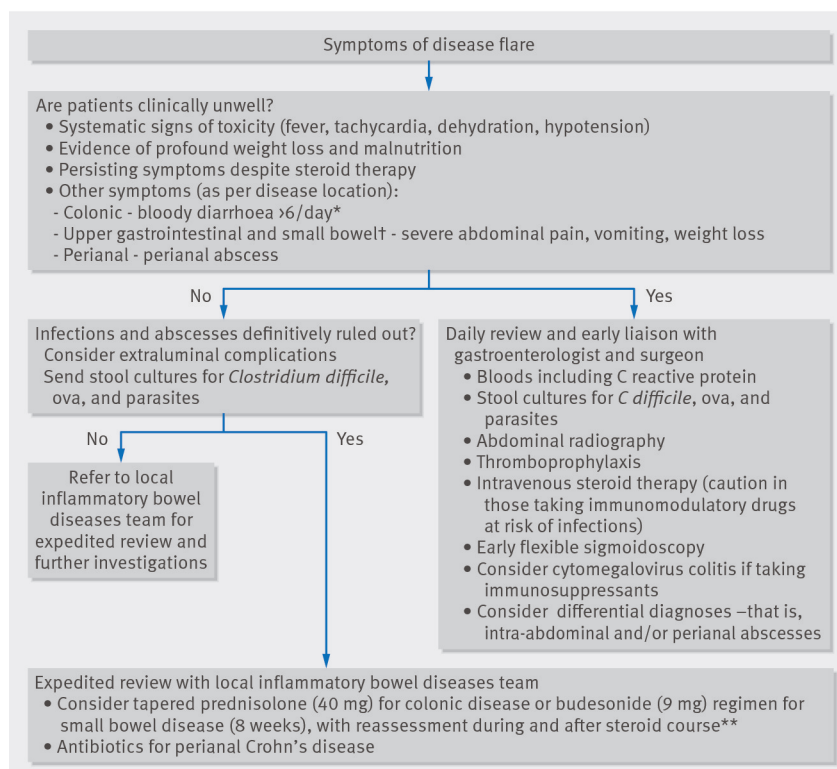 Symptoms of disease flare
Are patients clinically unwell?
• Systematic signs of toxicity (fever, tachycardia, dehydration, hypotension)
• Evidence of profound weight loss and malnutrition
• Persisting symptoms despite steroid therapy
• Other symptoms (as per disease location):
- Colonic - bloody diarrhoea >6/day*
- Upper gastrointestinal and small bowel† - severe abdominal pain, vomiting, weight loss
- Perianal - perianal abscess
No
Yes
Infections and abscesses definitively ruled out?
Consider extraluminal complications
Send stool cultures for Clostridium difficile,
ova, and parasites
Daily review and early liaison with
gastroenterologist and surgeon
• Bloods including C reactive protein
• Stool cultures for C difficile, ova, and
parasites
• Abdominal radiography
• Thromboprophylaxis
• Intravenous steroid therapy (caution in
those taking immunomodulatory drugs
at risk of infections)
• Early flexible sigmoidoscopy
• Consider cytomegalovirus colitis if taking
immunosuppressants
• Consider differential diagnoses –that is,
intra-abdominal and/or perianal abscesses
No
Yes
Refer to local
inflammatory bowel
diseases team for
expedited review and
further investigations
Expedited review with local inflammatory bowel diseases team
• Consider tapered prednisolone (40 mg) for colonic disease or budesonide (9 mg) regimen for
small bowel disease (8 weeks), with reassessment during and after steroid course**
• Antibiotics for perianal Crohn's disease